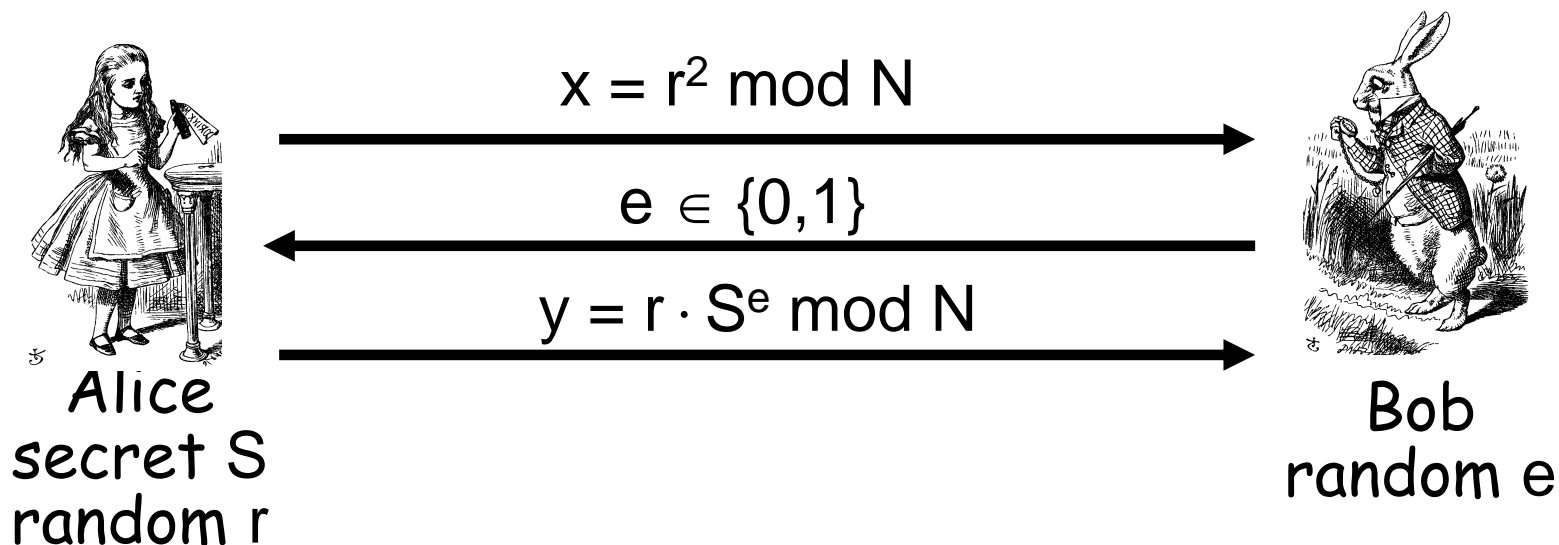 x = r² mod N
e ∈ {0,1}
y = r · Sᵉ mod N
Alice
secret S
random r
Bob
random e